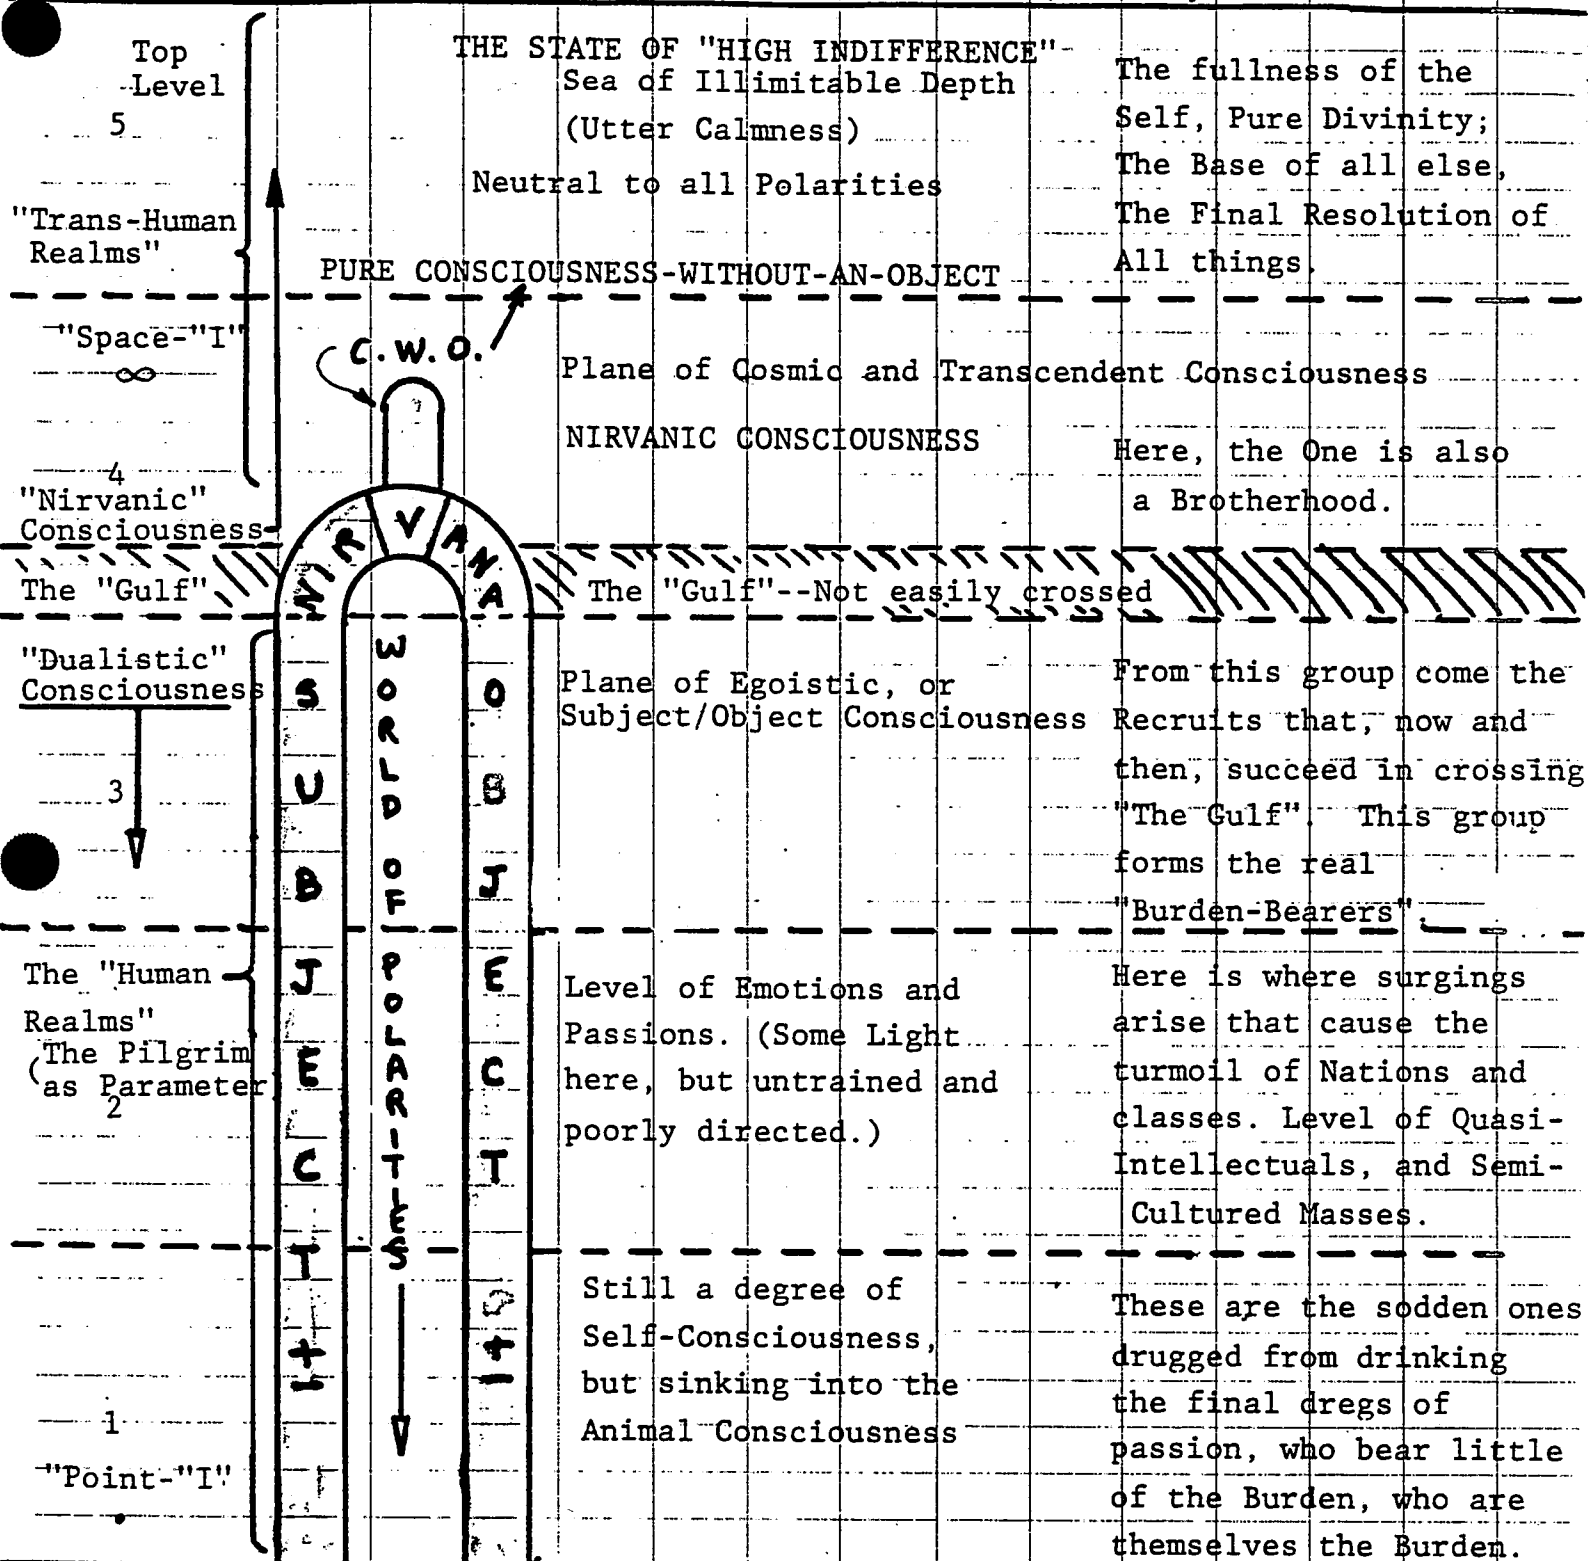 Top
Level
5
"Trans-Human
Realms"
THE STATE OF "HIGH INDIFFERENCE"
Sea of Illimitable Depth
(Utter Calmness)
Neutral to all Polarities
PURE CONSCIOUSNESS-WITHOUT-AN-OBJECT
The fullness of the
Self, Pure Divinity;
The Base of all else,
The Final Resolution of
All things.
"Space-"I"
∞
4
"Nirvanic"
Consciousness
C.W.O.
Plane of Cosmic and Transcendent Consciousness
NIRVANIC CONSCIOUSNESS
Here, the One is also
a Brotherhood.
NIRVANA
The "Gulf"
The "Gulf"--Not easily crossed
"Dualistic"
Consciousness
3
SUBJECT
+
-
WORLD OF POLARITIES
OBJECT
+
-
Plane of Egoistic, or
Subject/Object Consciousness
From this group come the
Recruits that, now and
then, succeed in crossing
"The Gulf". This group
forms the real
"Burden-Bearers".
The "Human
Realms"
(The Pilgrim
as Parameter
2
Level of Emotions and
Passions. (Some Light
here, but untrained and
poorly directed.)
Here is where surgings
arise that cause the
turmoil of Nations and
classes. Level of Quasi-
Intellectuals, and Semi-
Cultured Masses.
1
"Point-"I"
.
Still a degree of
Self-Consciousness,
but sinking into the
Animal Consciousness
These are the sodden ones
drugged from drinking
the final dregs of
passion, who bear little
of the Burden, who are
themselves the Burden.